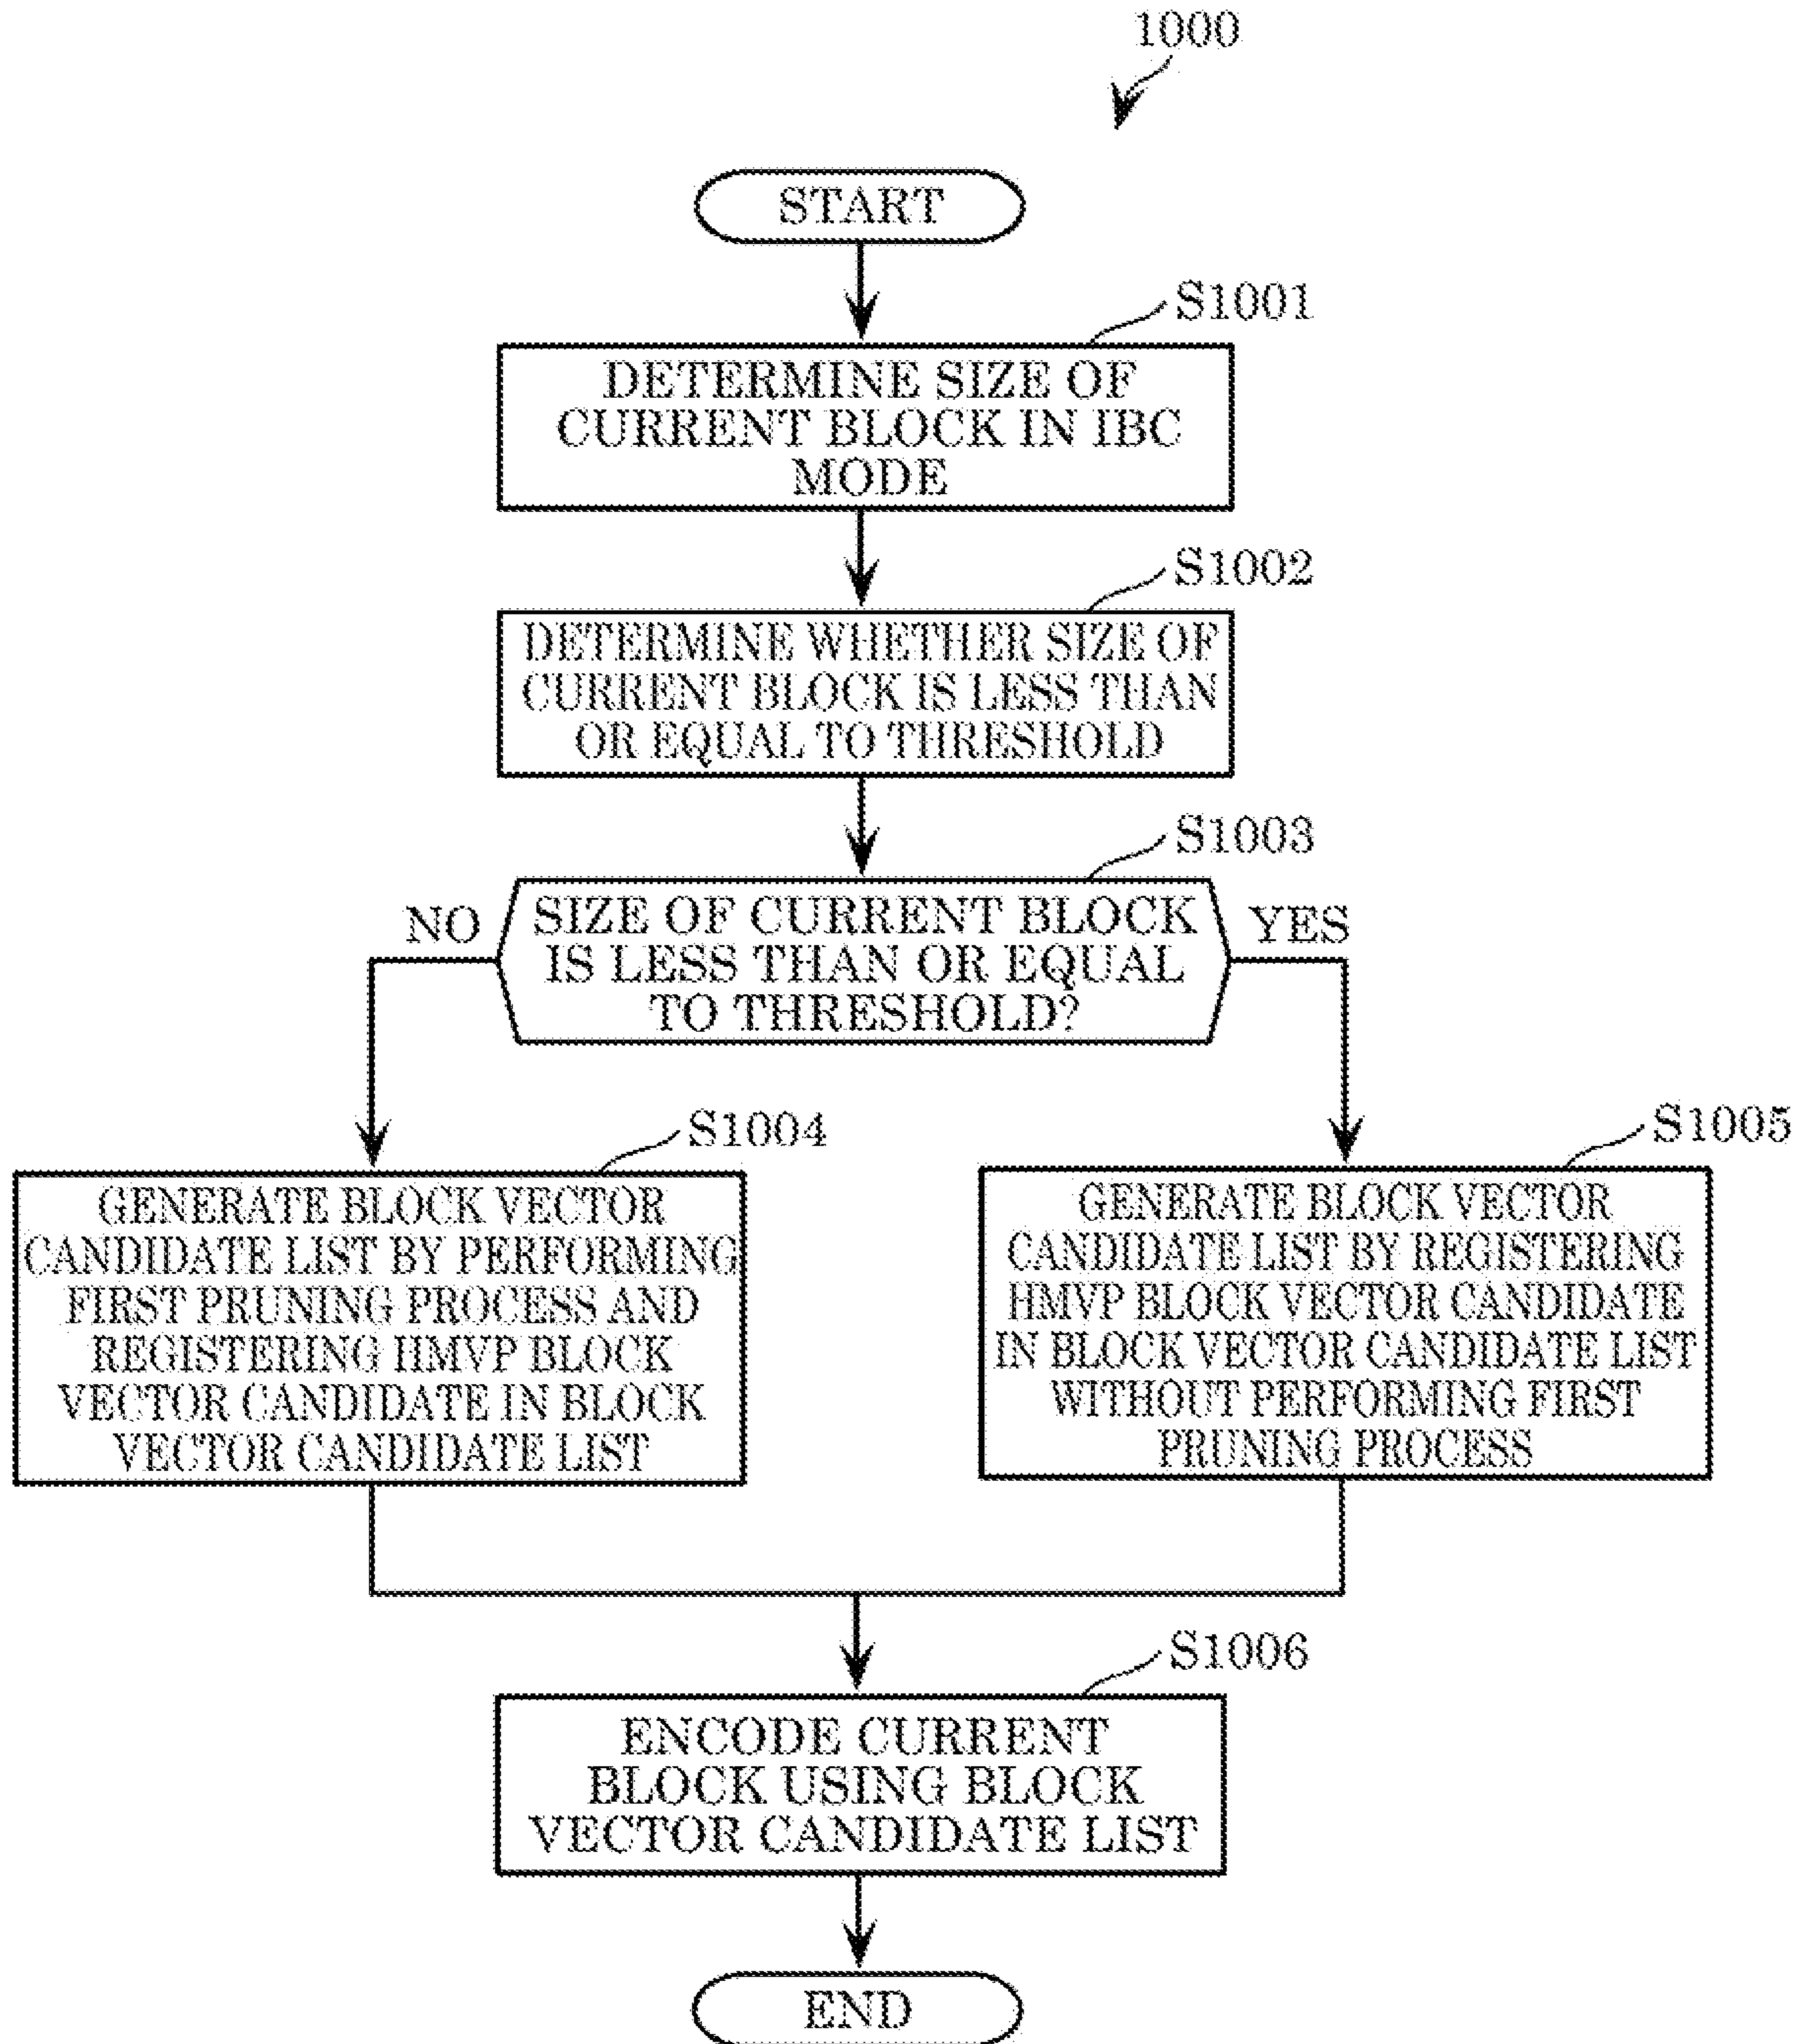 1000
START
S1001
DETERMINE SIZE OF
CURRENT BLOCK IN IBC
MODE
S1002
DETERMINE WHETHER SIZE OF
CURRENT BLOCK IS LESS THAN
OR EQUAL TO THRESHOLD
S1003
NO
SIZE OF CURRENT BLOCK
IS LESS THAN OR EQUAL
TO THRESHOLD?
YES
S1004
GENERATE BLOCK VECTOR
CANDIDATE LIST BY PERFORMING
FIRST PRUNING PROCESS AND
REGISTERING HMVP BLOCK
VECTOR CANDIDATE IN BLOCK
VECTOR CANDIDATE LIST
S1005
GENERATE BLOCK VECTOR
CANDIDATE LIST BY REGISTERING
HMVP BLOCK VECTOR CANDIDATE
IN BLOCK VECTOR CANDIDATE LIST
WITHOUT PERFORMING FIRST
PRUNING PROCESS
S1006
ENCODE CURRENT
BLOCK USING BLOCK
VECTOR CANDIDATE LIST
END